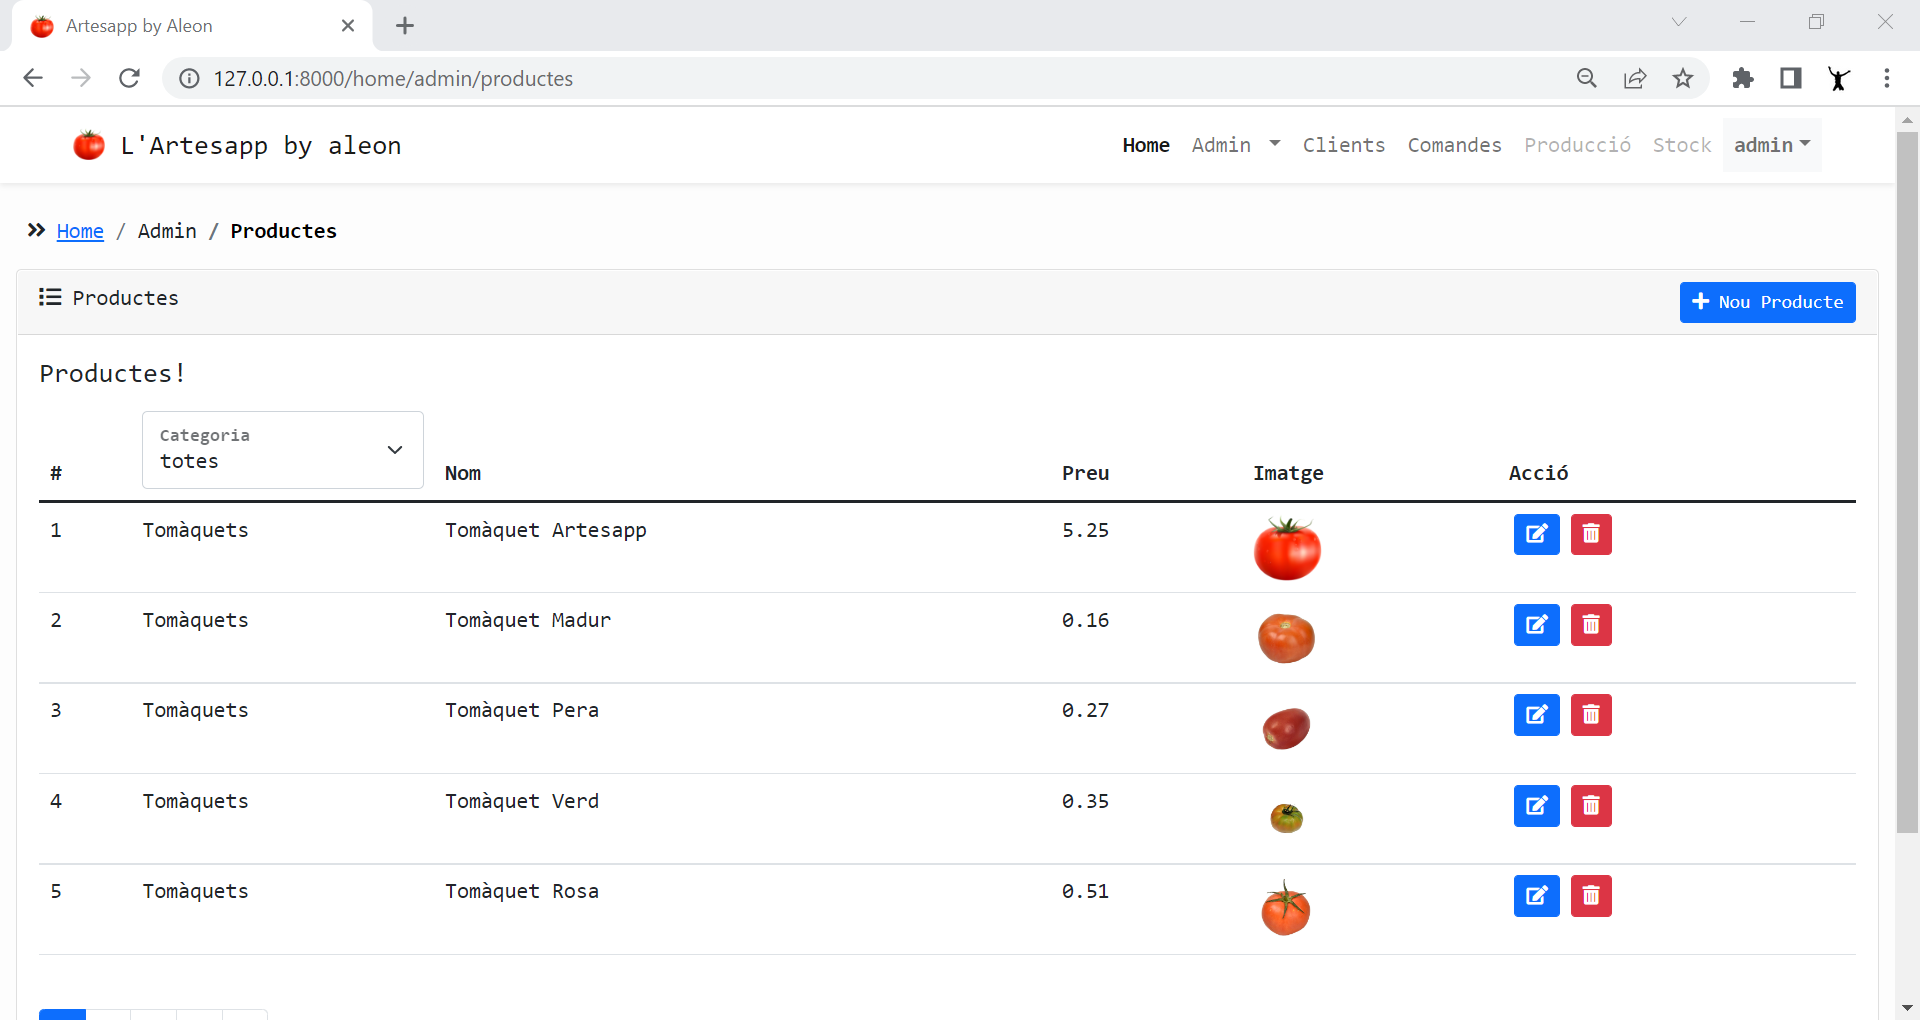 Artesapp by Aleon
127.0.0.1:8000/home/admin/productes
L'Artesapp by aleon
Home Admin Clients Comandes Producció Stock admin
Home / Admin / Productes
Productes
Nou Producte
Productes!
Categoria
totes
# Nom Preu Imatge Acció
1 Tomàquets Tomàquet Artesapp 5.25
2 Tomàquets Tomàquet Madur 0.16
3 Tomàquets Tomàquet Pera 0.27
4 Tomàquets Tomàquet Verd 0.35
5 Tomàquets Tomàquet Rosa 0.51